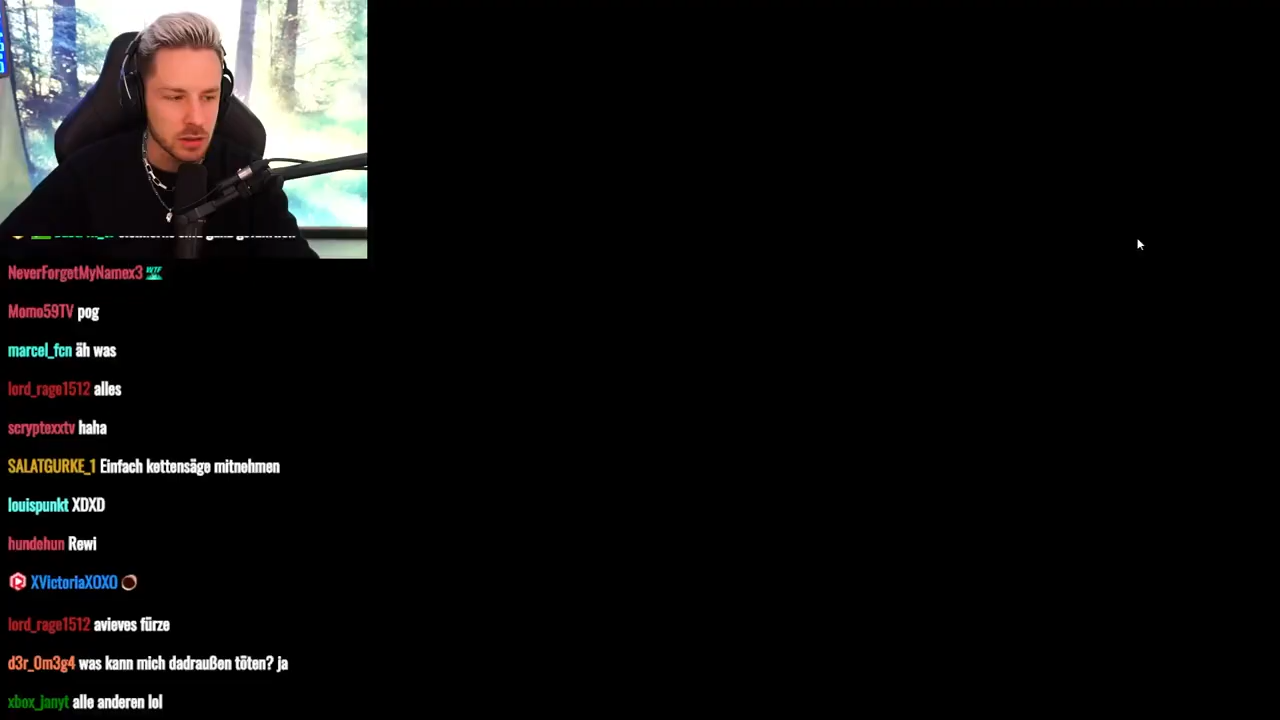 NeverForgetMyNamex3 WTF
Momo59TV pog
marcel_fcn äh was
lord_rage1512 alles
scryptexxtv haha
SALATGURKE_1 Einfach kettensäge mitnehmen
louispunkt XDXD
hundehun Rewi
XVictoriaXOXO
lord_rage1512 avieves fürze
d3r_0m3g4 was kann mich dadraußen töten? ja
xbox_janyt alle anderen lol